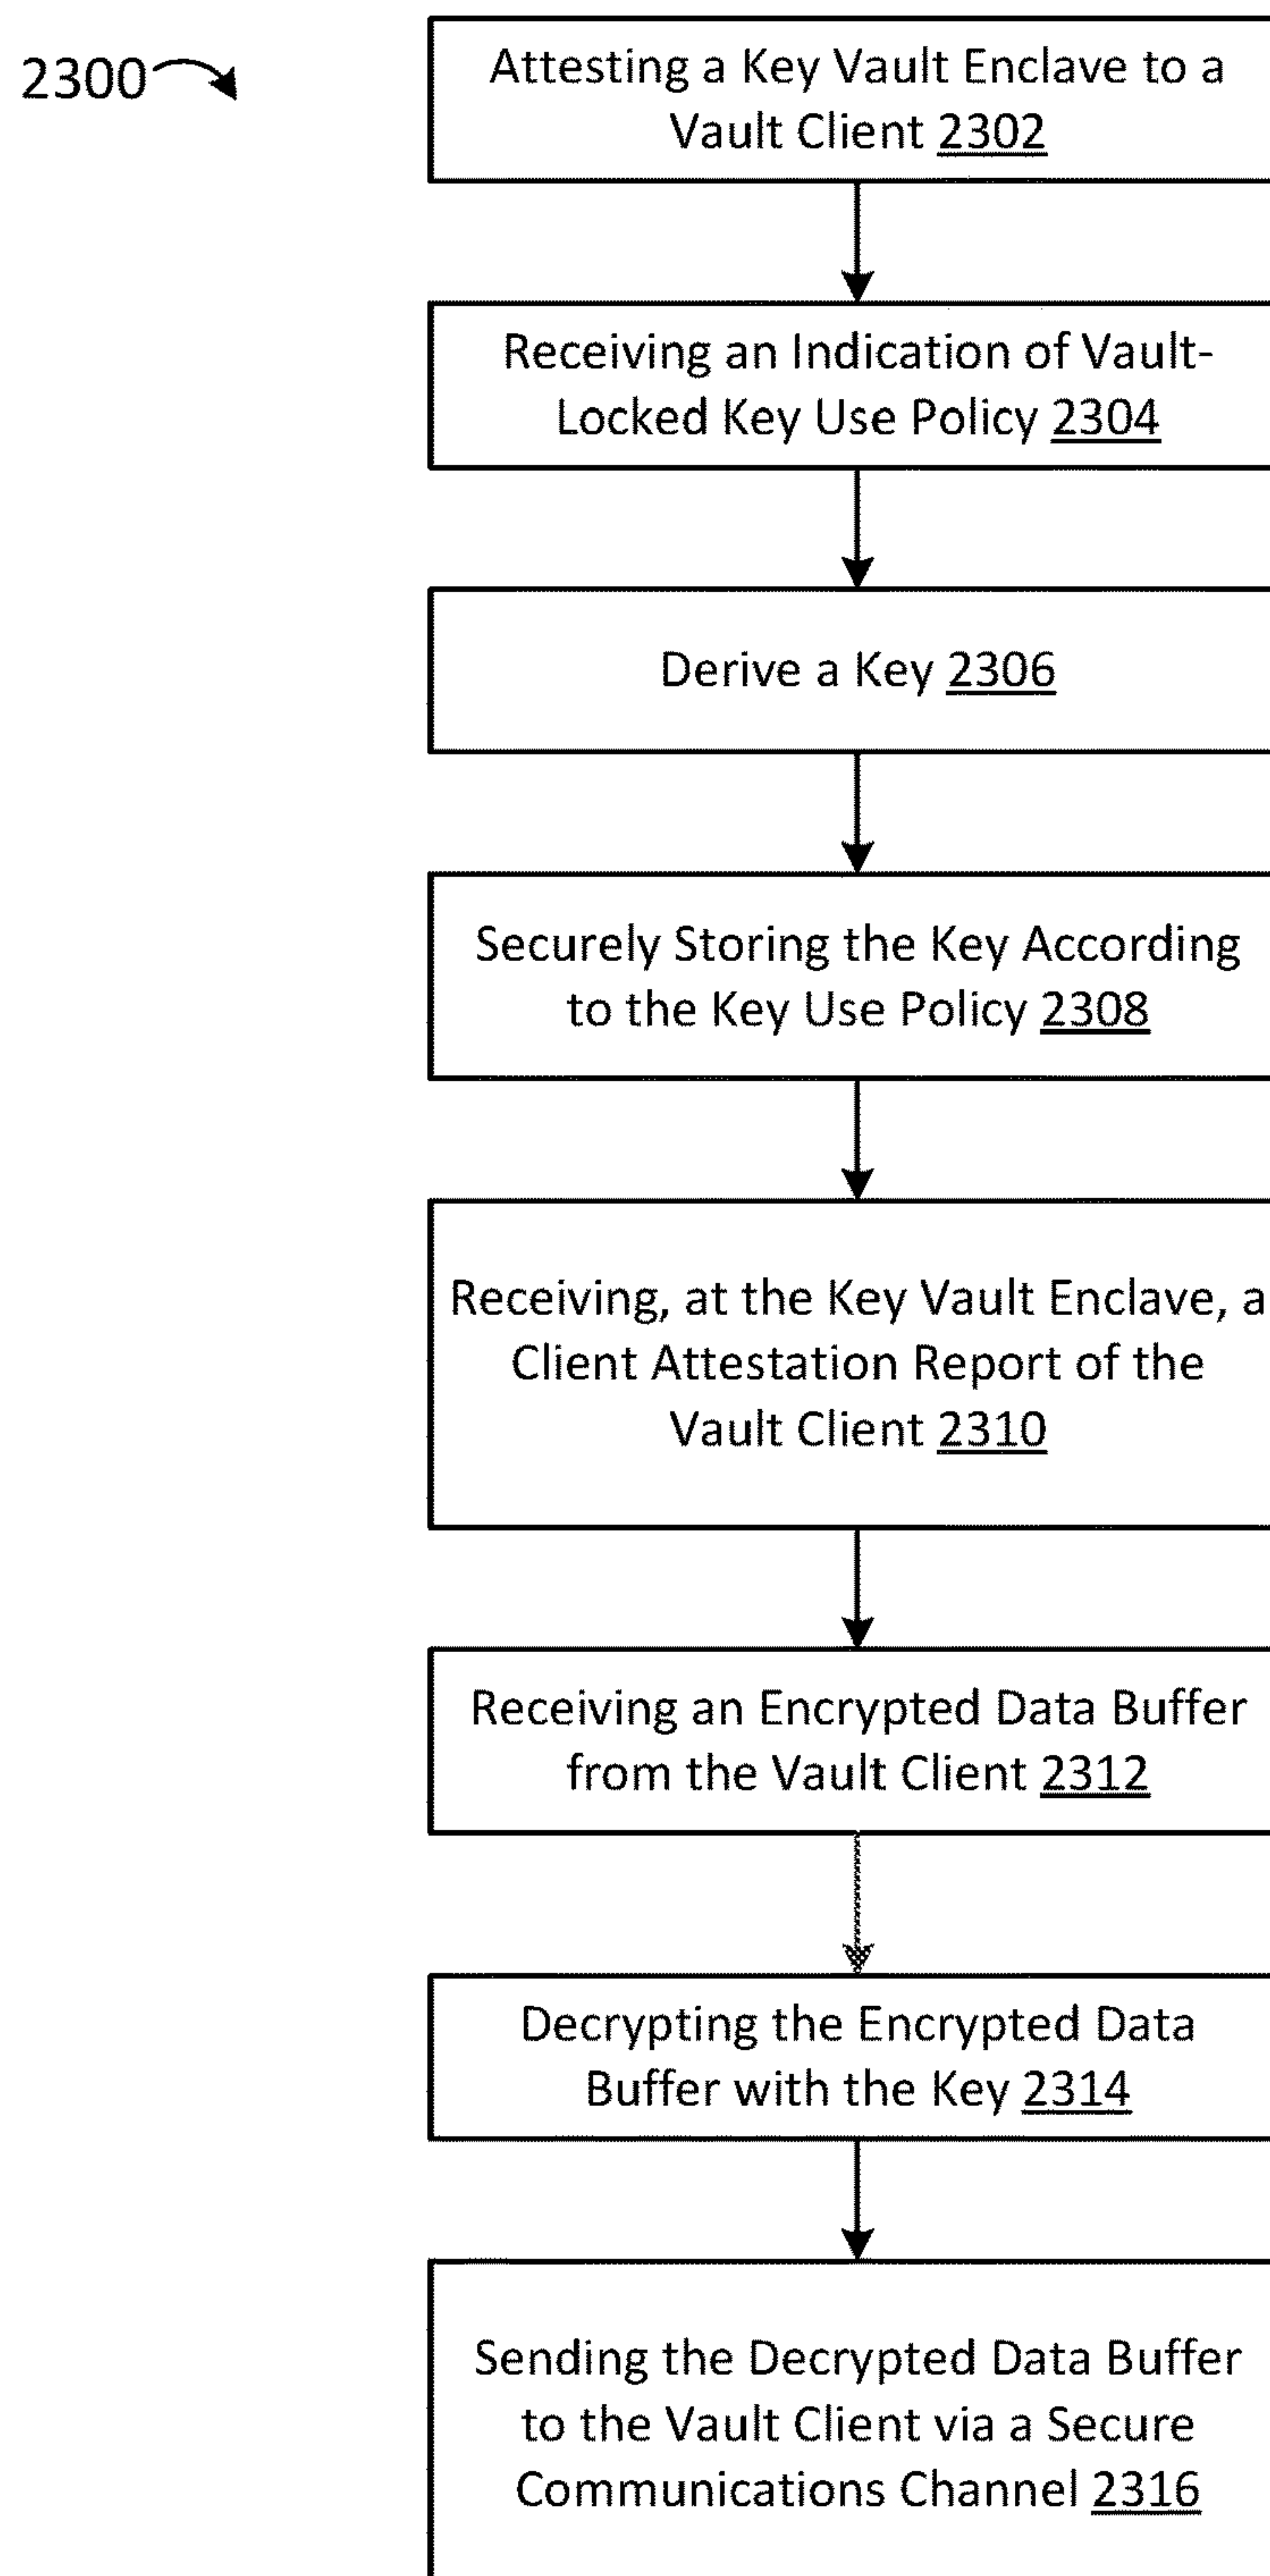 2300
Attesting a Key Vault Enclave to a
Vault Client 2302
Receiving an Indication of Vault-
Locked Key Use Policy 2304
Derive a Key 2306
Securely Storing the Key According
to the Key Use Policy 2308
Receiving, at the Key Vault Enclave, a
Client Attestation Report of the
Vault Client 2310
Receiving an Encrypted Data Buffer
from the Vault Client 2312
Decrypting the Encrypted Data
Buffer with the Key 2314
Sending the Decrypted Data Buffer
to the Vault Client via a Secure
Communications Channel 2316